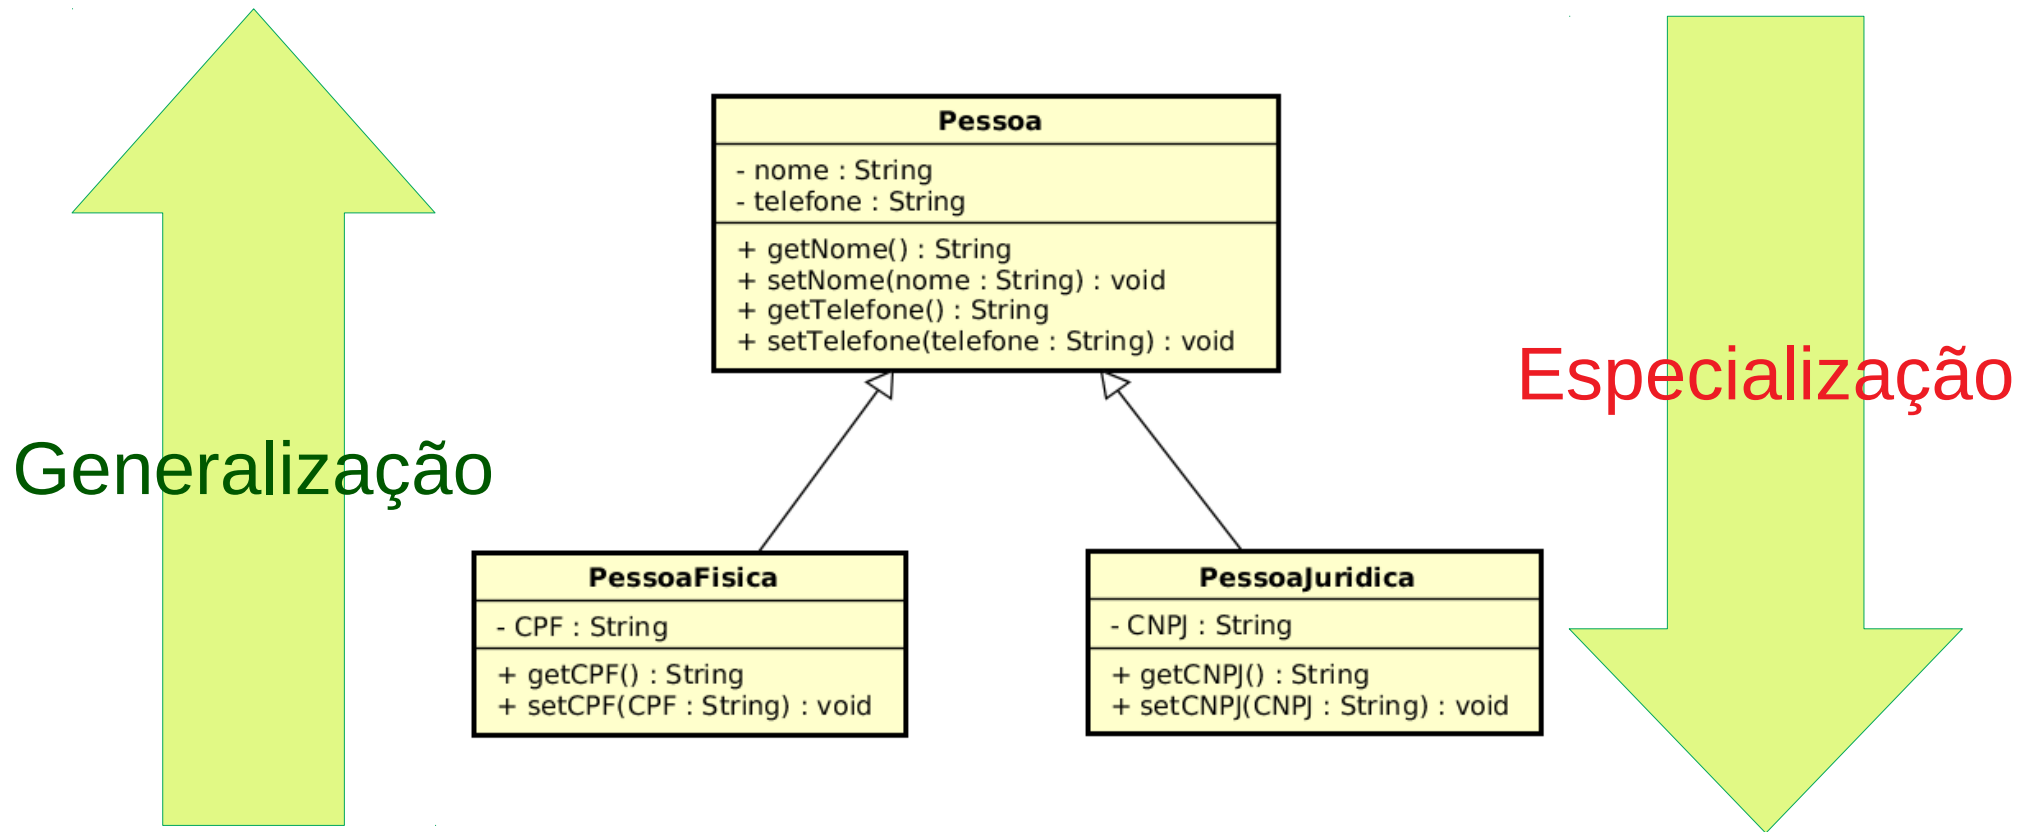 Pessoa
- nome : String
- telefone : String
+ getNome() : String
+ setNome(nome : String) : void
+ getTelefone() : String
+ setTelefone(telefone : String) : void
Especialização
Generalização
PessoaFisica
- CPF : String
+ getCPF() : String
+ setCPF(CPF : String) : void
PessoaJuridica
- CNPJ : String
+ getCNPJ() : String
+ setCNPJ(CNPJ : String) : void